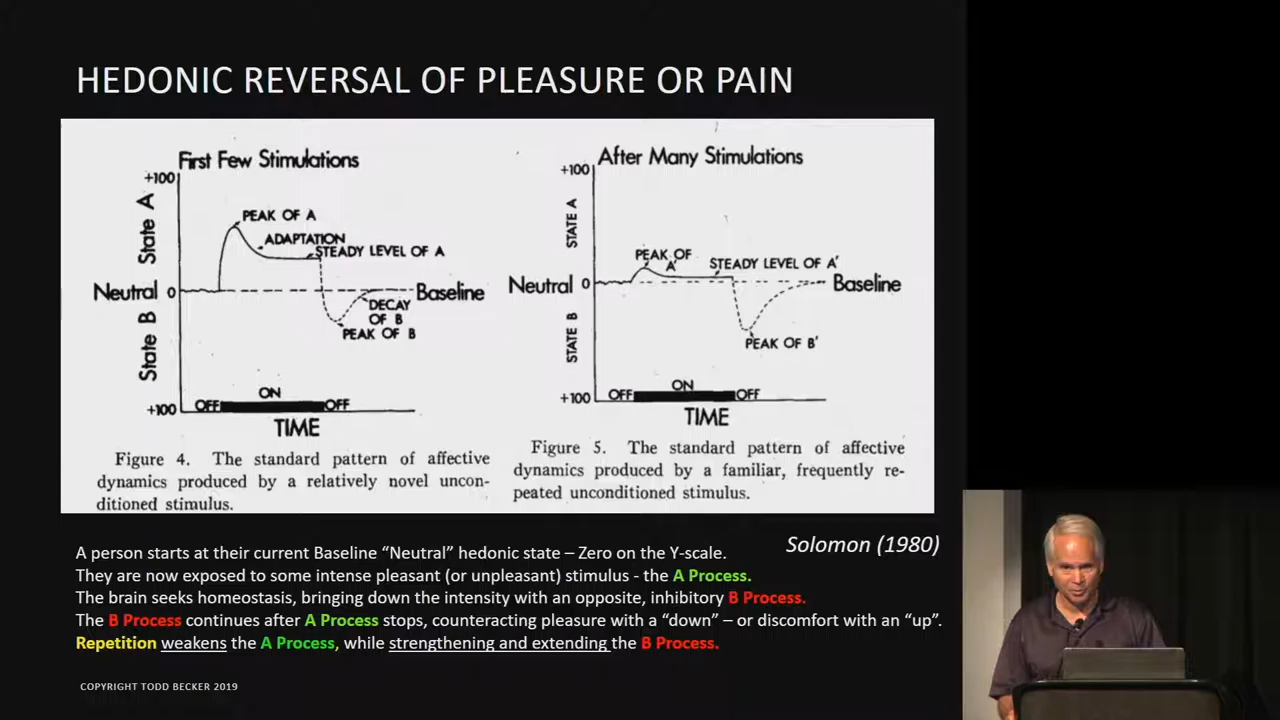 HEDONIC REVERSAL OF PLEASURE OR PAIN
First Few Stimulations
+100
State A
PEAK OF A
ADAPTATION
STEADY LEVEL OF A
Neutral 0
Baseline
DECAY
OF B
PEAK OF B
State B
ON
OFF
OFF
+100
TIME
Figure 4. The standard pattern of affective
dynamics produced by a relatively novel uncon-
ditioned stimulus.
After Many Stimulations
+100
STATE A
PEAK OF
A'
STEADY LEVEL OF A'
Neutral 0
Baseline
STATE B
PEAK OF B'
ON
OFF
OFF
+100
TIME
Figure 5. The standard pattern of affective
dynamics produced by a familiar, frequently re-
peated unconditioned stimulus.
Solomon (1980)
A person starts at their current Baseline “Neutral” hedonic state – Zero on the Y-scale.
They are now exposed to some intense pleasant (or unpleasant) stimulus - the A Process.
The brain seeks homeostasis, bringing down the intensity with an opposite, inhibitory B Process.
The B Process continues after A Process stops, counteracting pleasure with a “down” – or discomfort with an “up”.
Repetition weakens the A Process, while strengthening and extending the B Process.
COPYRIGHT TODD BECKER 2019